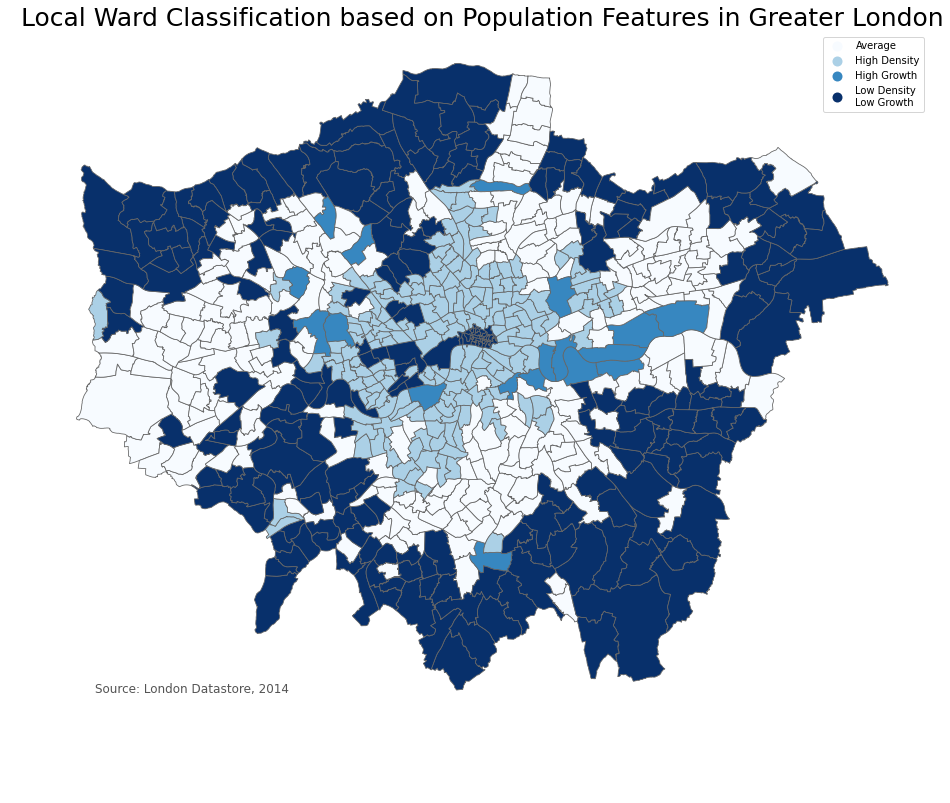 Local Ward Classification based on Population Features in Greater London
Average
High Density
High Growth
Low Density
Low Growth
Source: London Datastore, 2014